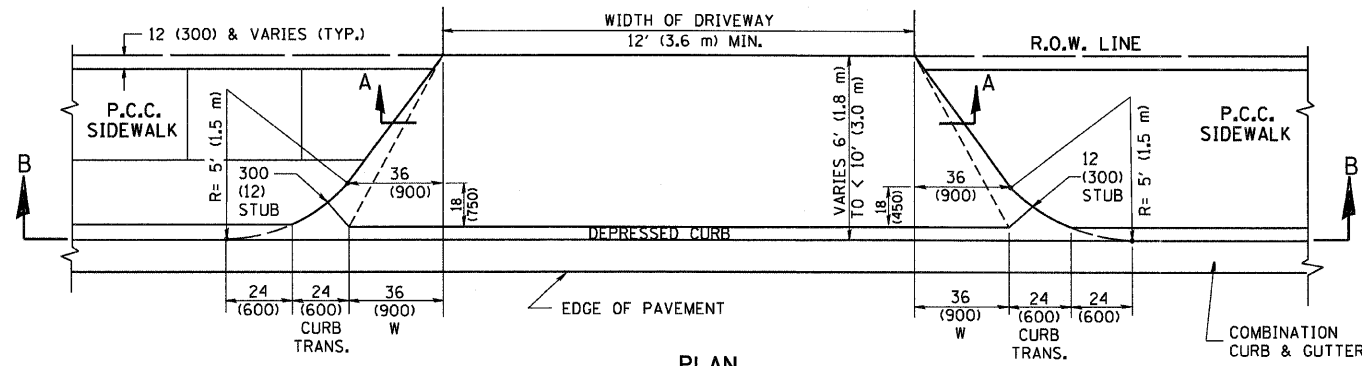 12 (300) & VARIES (TYP.)
WIDTH OF DRIVEWAY
12' (3.6 m) MIN.
R.O.W. LINE
A
A
P.C.C.
SIDEWALK
R= 5' (1.5 m)
300
(12)
STUB
36
(900)
18
(750)
VARIES 6' (1.8 m)
TO < 10' (3.0 m)
36
(900)
18
(450)
12
(300)
STUB
R= 5' (1.5 m)
P.C.C.
SIDEWALK
B
B
DEPRESSED CURB
24
(600)
24
(600)
CURB
TRANS.
36
(900)
W
EDGE OF PAVEMENT
36
(900)
W
24
(600)
CURB
TRANS.
24
(600)
COMBINATION
CURB & GUTTER
PLAN